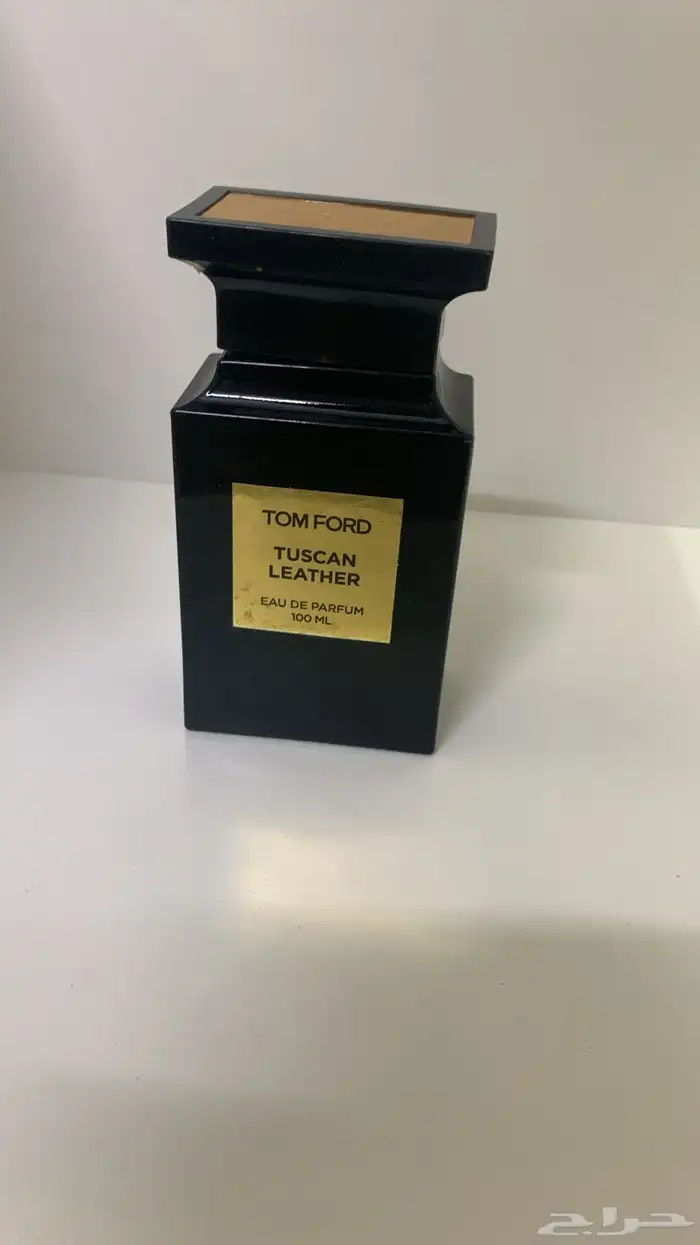 TOM FORD
TUSCAN
LEATHER
EAU DE PARFUM
100 ML
حراج